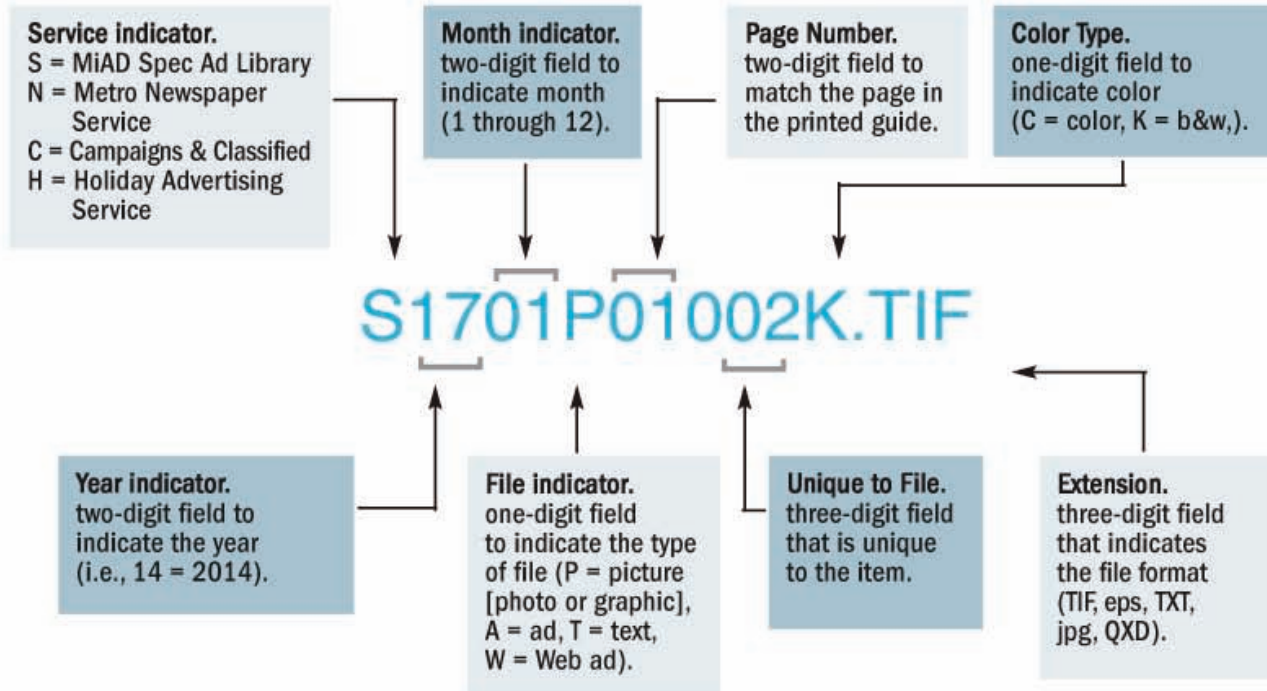 Service indicator.
S = MiAD Spec Ad Library
N = Metro Newspaper
Service
C = Campaigns & Classified
H = Holiday Advertising
Service
Month indicator.
two-digit field to
indicate month
(1 through 12).
Page Number.
two-digit field to
match the page in
the printed guide.
Color Type.
one-digit field to
indicate color
(C = color, K = b&w,).
S1701P01002K.TIF
Year indicator.
two-digit field to
indicate the year
(i.e., 14 = 2014).
File indicator.
one-digit field
to indicate the type
of file (P = picture
[photo or graphic],
A = ad, T = text,
W = Web ad).
Unique to File.
three-digit field
that is unique
to the item.
Extension.
three-digit field
that indicates
the file format
(TIF, eps, TXT,
jpg, QXD).